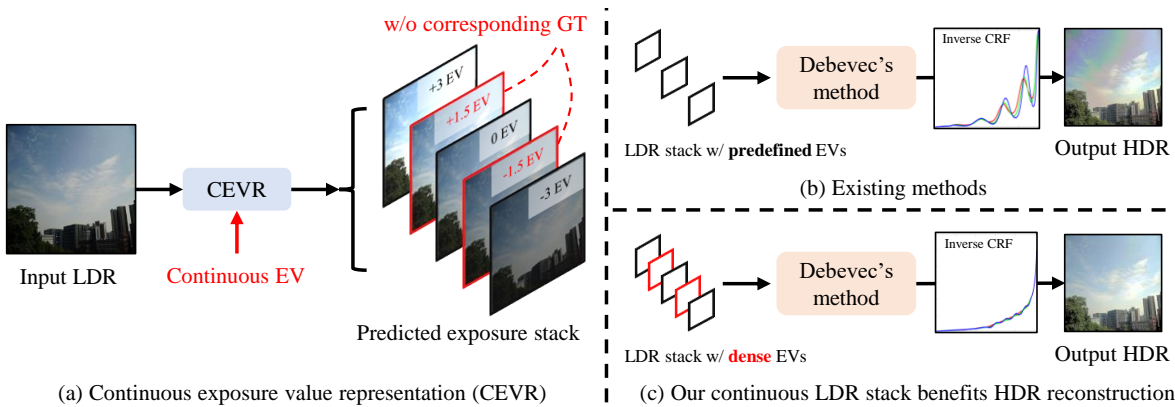 w/o corresponding GT
+3 EV
+1.5 EV
0 EV
-1.5 EV
-3 EV
CEVR
Input LDR
Continuous EV
Predicted exposure stack
(a) Continuous exposure value representation (CEVR)
Debevec's
method
Inverse CRF
LDR stack w/ predefined EVs
Output HDR
(b) Existing methods
Debevec's
method
Inverse CRF
LDR stack w/ dense EVs
Output HDR
(c) Our continuous LDR stack benefits HDR reconstruction